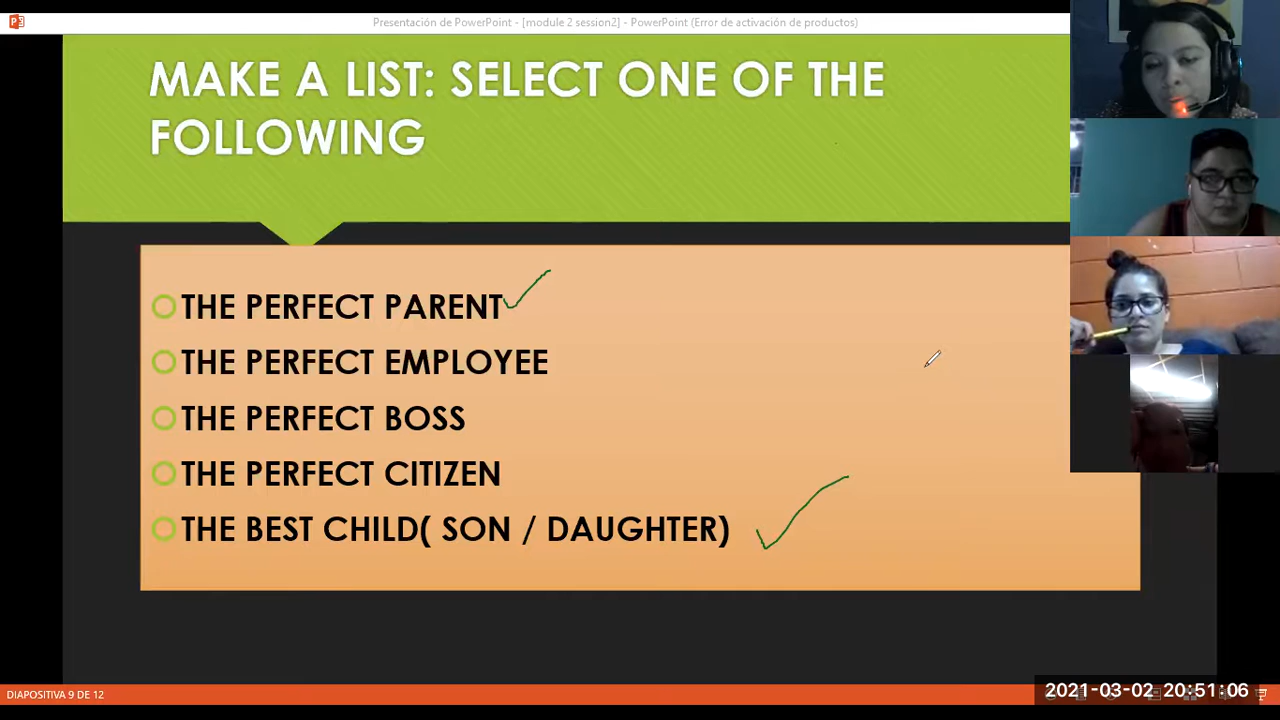 Presentación de PowerPoint - [module 2 session2] - PowerPoint (Error de activación de productos)
MAKE A LIST: SELECT ONE OF THE
FOLLOWING
THE PERFECT PARENT
THE PERFECT EMPLOYEE
THE PERFECT BOSS
THE PERFECT CITIZEN
THE BEST CHILD( SON / DAUGHTER)
DIAPOSITIVA 9 DE 12
2021-03-02 20:51:06